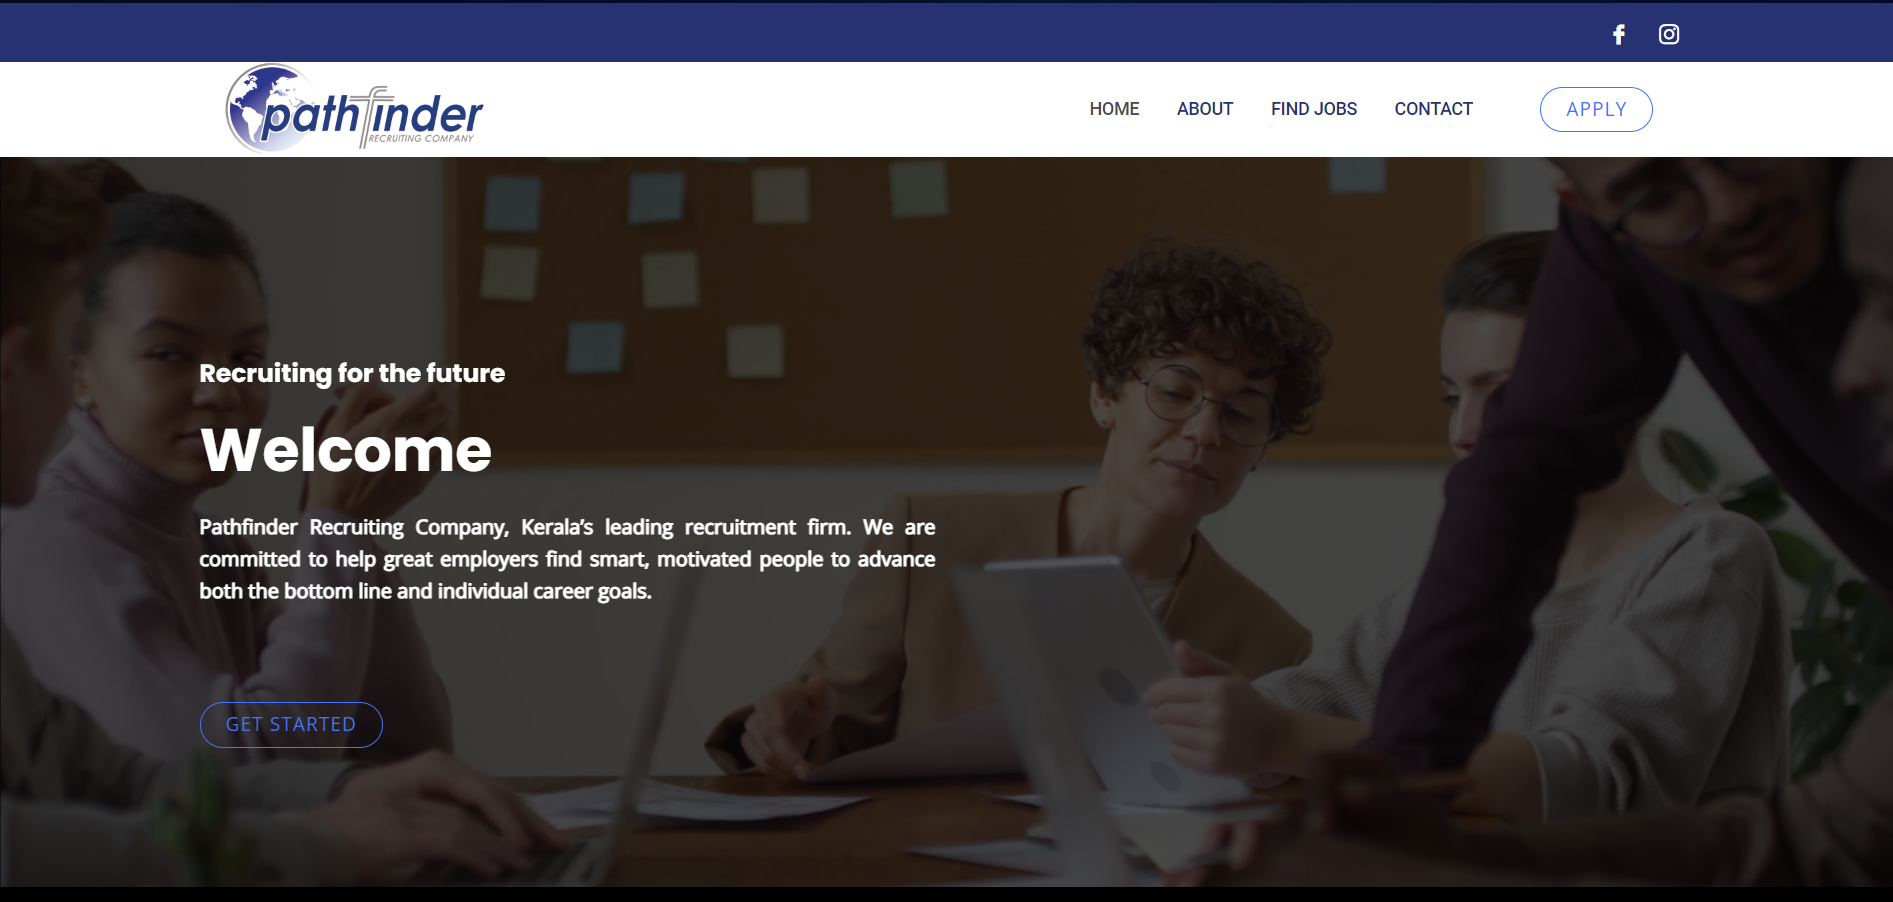 pathfinder
RECRUITING COMPANY
HOME ABOUT FIND JOBS CONTACT APPLY
Recruiting for the future
Welcome
Pathfinder Recruiting Company, Kerala’s leading recruitment firm. We are
committed to help great employers find smart, motivated people to advance
both the bottom line and individual career goals.
GET STARTED